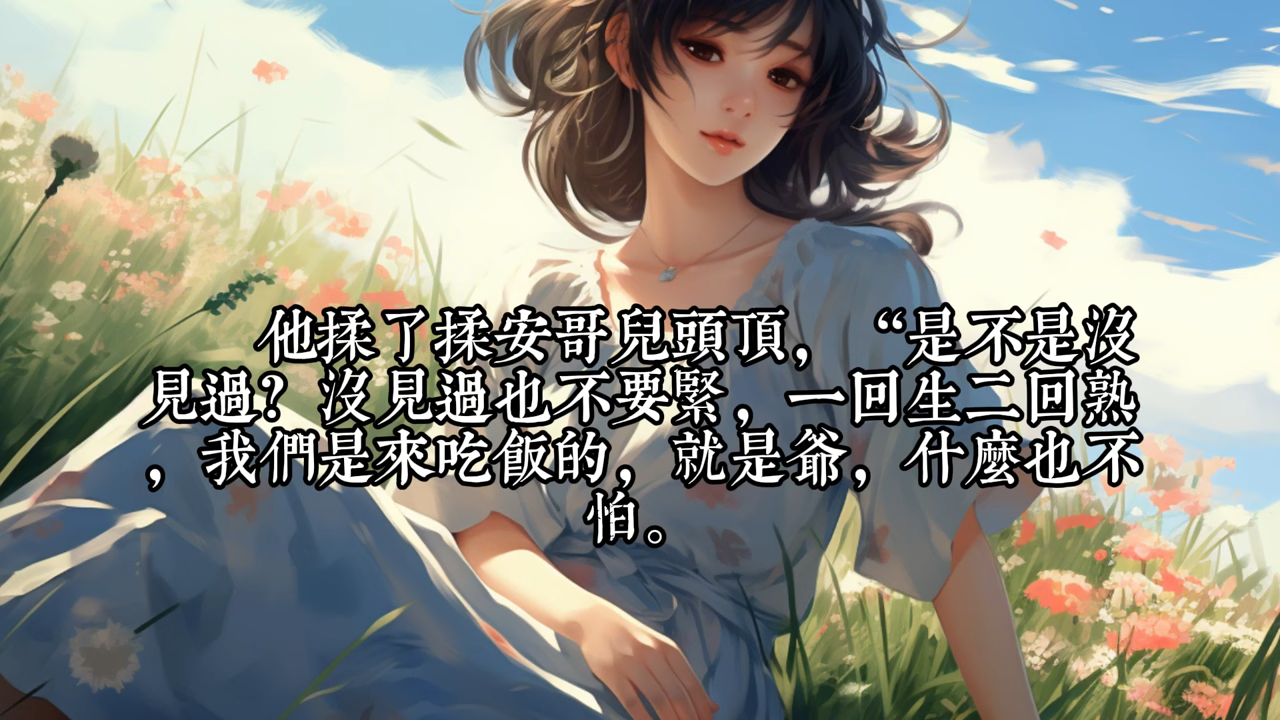 他揉了揉安哥兒頭頂，“是不是沒
見過？沒見過也不要緊，一回生二回熟
，我們是來吃飯的，就是爺，什麼也不
怕。